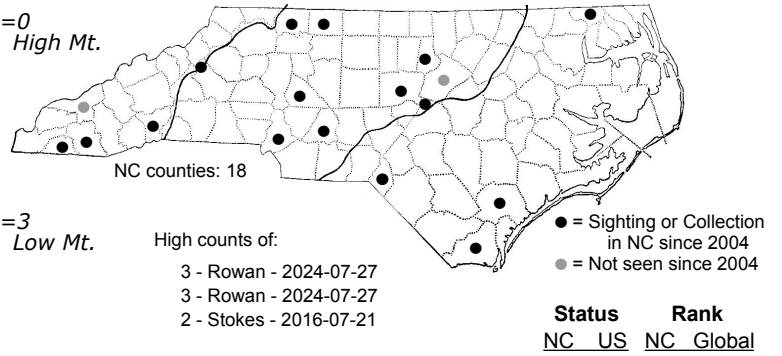 =0
High Mt.
NC counties: 18
=3
Low Mt.
High counts of:
3 - Rowan - 2024-07-27
3 - Rowan - 2024-07-27
2 - Stokes - 2016-07-21
● = Sighting or Collection
in NC since 2004
● = Not seen since 2004
Status Rank
NC US NC Global